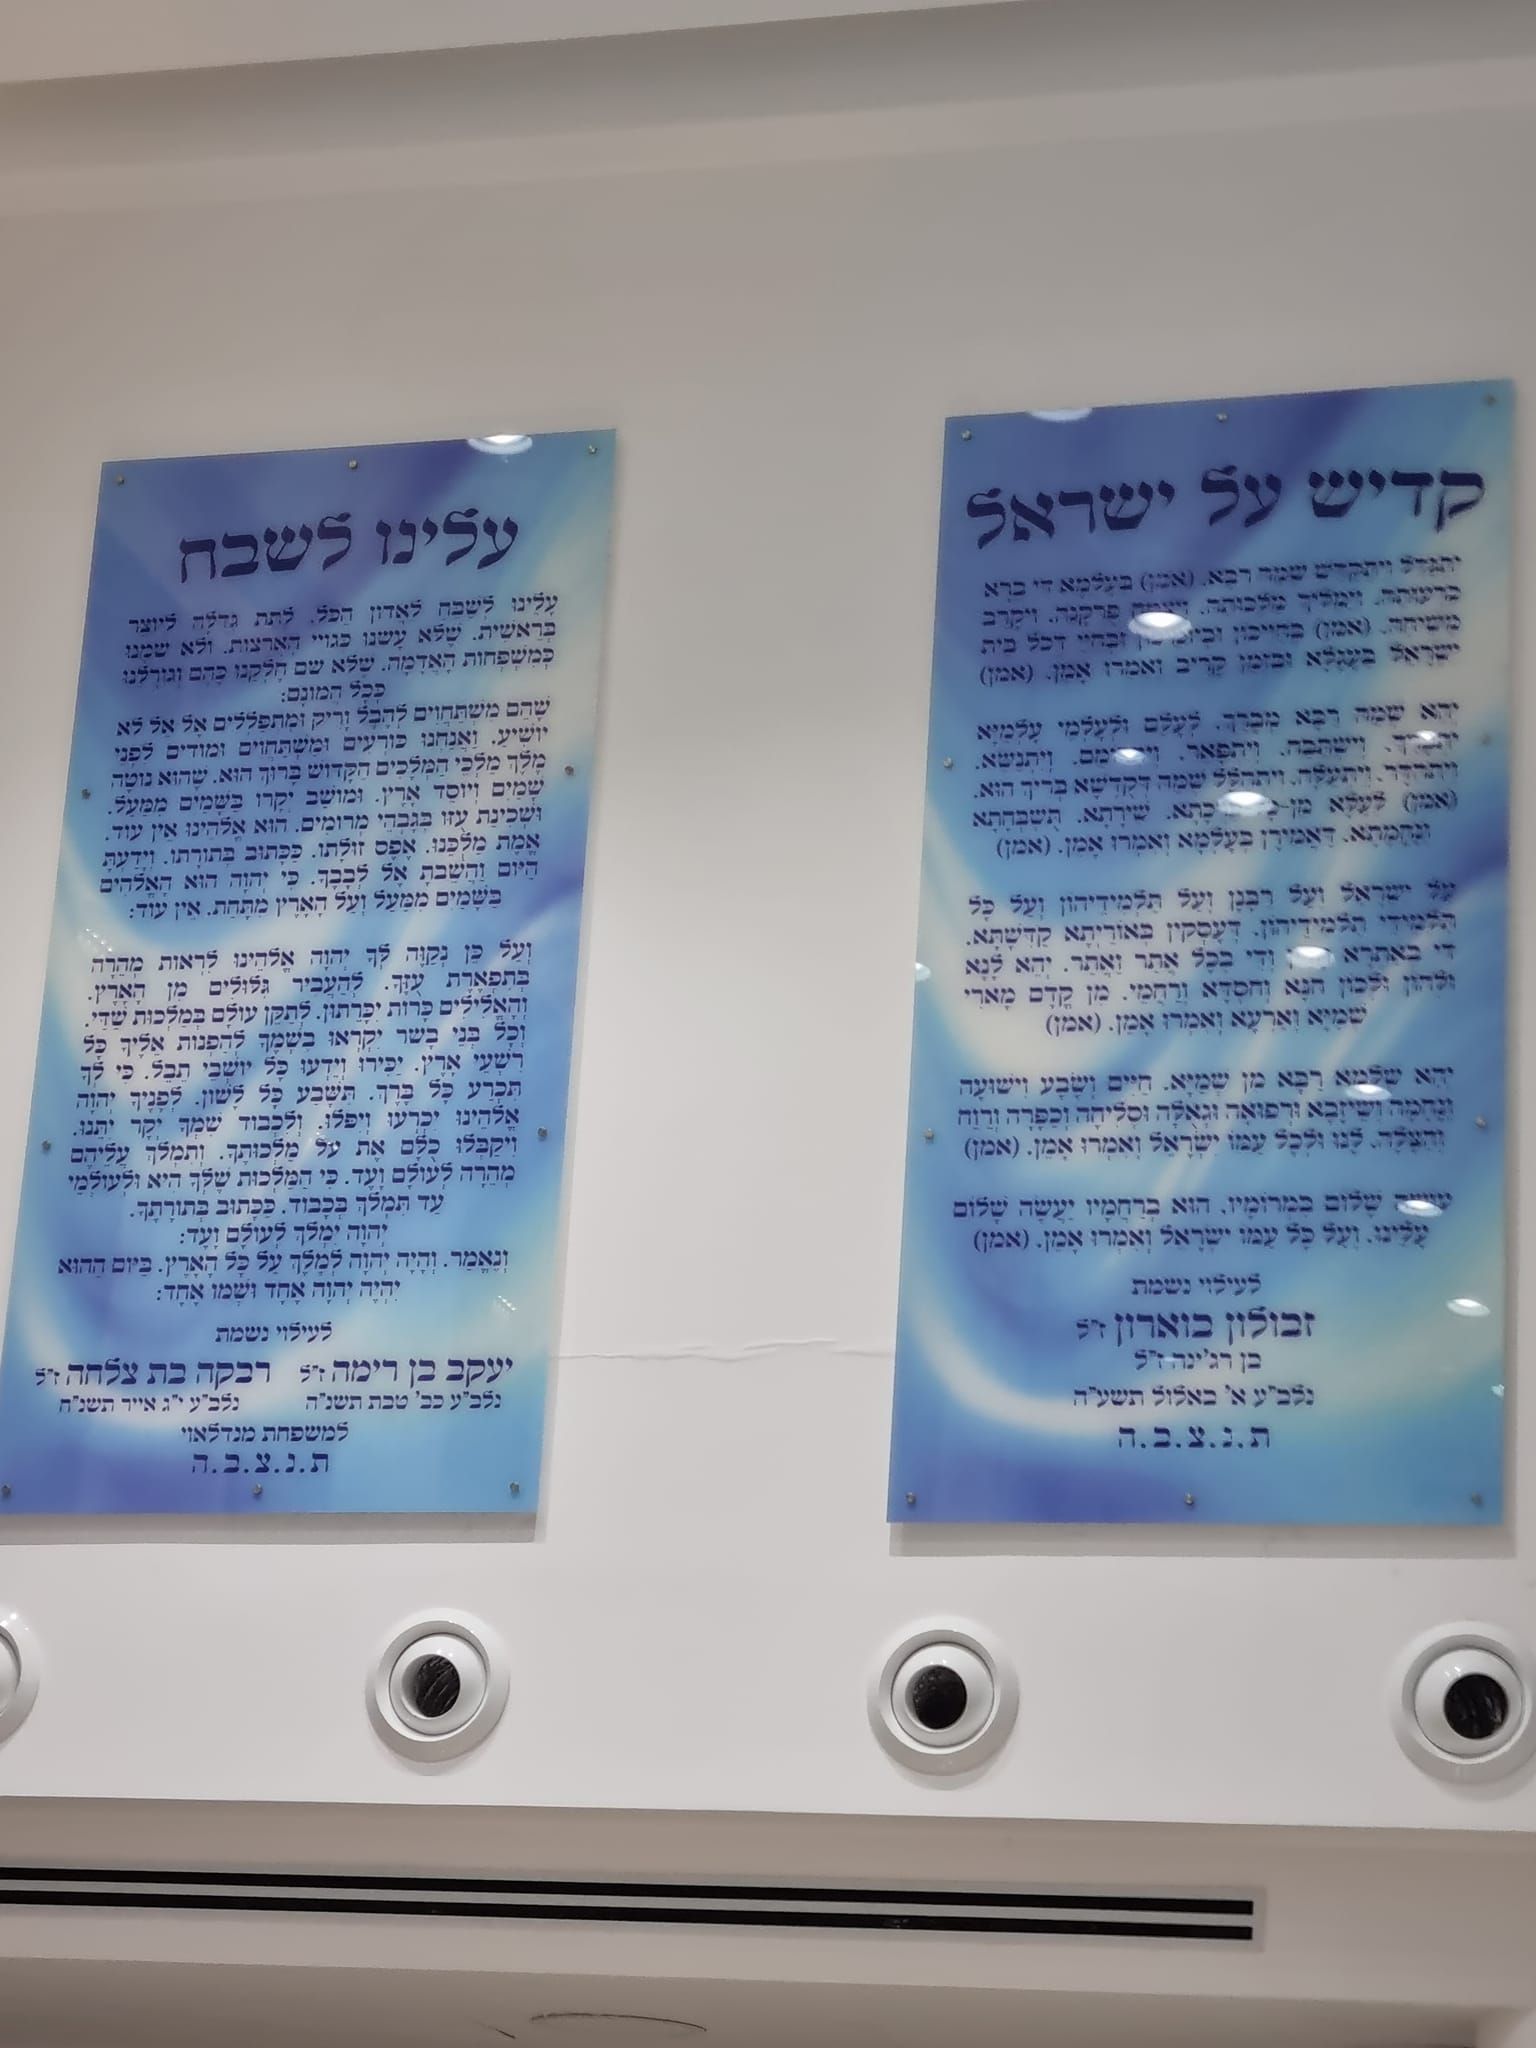 קדיש על ישראל
יתגדל ויתקדש שמה רבא. (אמן) בעלמא די ברא
כרעותה. וימליך מלכותה. ויצמח פרקנה. ויקרב
משיחה. (אמן) בחייכון וביומיכון ובחיי דכל בית
ישראל בעגלא ובזמן קריב ואמרו אמן. (אמן)
יהא שמה רבא מברך. לעלם ולעלמי עלמיא
יתברך. וישתבח. ויתפאר. ויתרומם. ויתנשא.
ויתהדר. ויתעלה. ויתהלל שמה דקדשא בריך הוא.
(אמן) לעלא מן כל ברכתא. שירתא. תשבחתא
ונחמתא. דאמירן בעלמא ואמרו אמן. (אמן)
על ישראל ועל רבנן ועל תלמידיהון ועל כל
תלמידי תלמידיהון. דעסקין באוריתא קדשתא.
די באתרא הדין ודי בכל אתר ואתר. יהא לנא
ולהון ולכון חנא וחסדא ורחמי. מן קדם מארי
שמיא וארעא ואמרו אמן. (אמן)
יהא שלמא רבא מן שמיא. חיים ושבע וישועה
ונחמה ושיזבא ורפואה וגאלה וסליחה וכפרה ורוח
והצלה. לנו ולכל עמו ישראל ואמרו אמן. (אמן)
עושה שלום במרומיו. הוא ברחמיו יעשה שלום
עלינו. ועל כל עמו ישראל ואמרו אמן. (אמן)
לעילוי נשמת
זבולון בוארון ז"ל
בן רג'ינה ז"ל
נלב"ע א' באלול תשע"ה
ת.נ.צ.ב.ה
עלינו לשבח
עלינו לשבח לאדון הכל. לתת גדלה ליוצר
בראשית. שלא עשנו כגויי הארצות. ולא שמנו
כמשפחות האדמה. שלא שם חלקנו כהם וגורלנו
ככל המונם:
שהם משתחוים להבל וריק ומתפללים אל אל לא
יושיע. ואנחנו כורעים ומשתחוים ומודים לפני
מלך מלכי המלכים הקדוש ברוך הוא. שהוא נוטה
שמים ויוסד ארץ. ומושב יקרו בשמים ממעל.
ושכינת עזו בגבהי מרומים. הוא אלהינו אין עוד.
אמת מלכנו. אפס זולתו. ככתוב בתורתו. וידעת
היום והשבת אל לבבך. כי יהוה הוא האלהים
בשמים ממעל ועל הארץ מתחת. אין עוד:
ועל כן נקוה לך יהוה אלהינו לראות מהרה
בתפארת עזך. להעביר גלולים מן הארץ.
והאלילים כרות יכרתון. לתקן עולם במלכות שדי.
וכל בני בשר יקראו בשמך להפנות אליך כל
רשעי ארץ. יכירו וידעו כל יושבי תבל. כי לך
תכרע כל ברך. תשבע כל לשון. לפניך יהוה
אלהינו יכרעו ויפלו. ולכבוד שמך יקר יתנו.
ויקבלו כלם את על מלכותך. ותמלך עליהם
מהרה לעולם ועד. כי המלכות שלך היא ולעולמי
עד תמלך בכבוד. ככתוב בתורתך.
יהוה ימלך לעולם ועד:
ונאמר. והיה יהוה למלך על כל הארץ. ביום ההוא
יהיה יהוה אחד ושמו אחד:
לעילוי נשמת
יעקב בן רימה ז"ל רבקה בת צלחה ז"ל
נלב"ע כב' טבת תשנ"ה נלב"ע י"ג אייר תשנ"ח
למשפחת מנדלאוי
ת.נ.צ.ב.ה